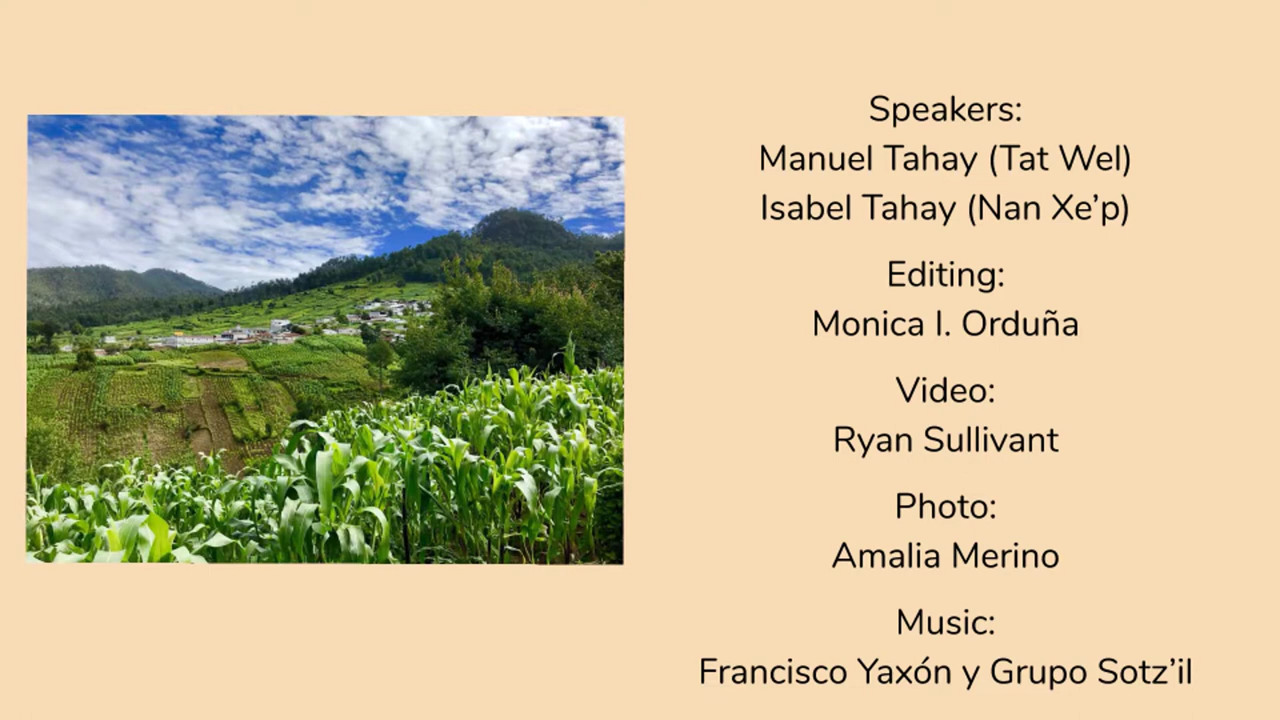 Speakers:
Manuel Tahay (Tat Wel)
Isabel Tahay (Nan Xe’p)
Editing:
Monica I. Orduña
Video:
Ryan Sullivant
Photo:
Amalia Merino
Music:
Francisco Yaxón y Grupo Sotz’il